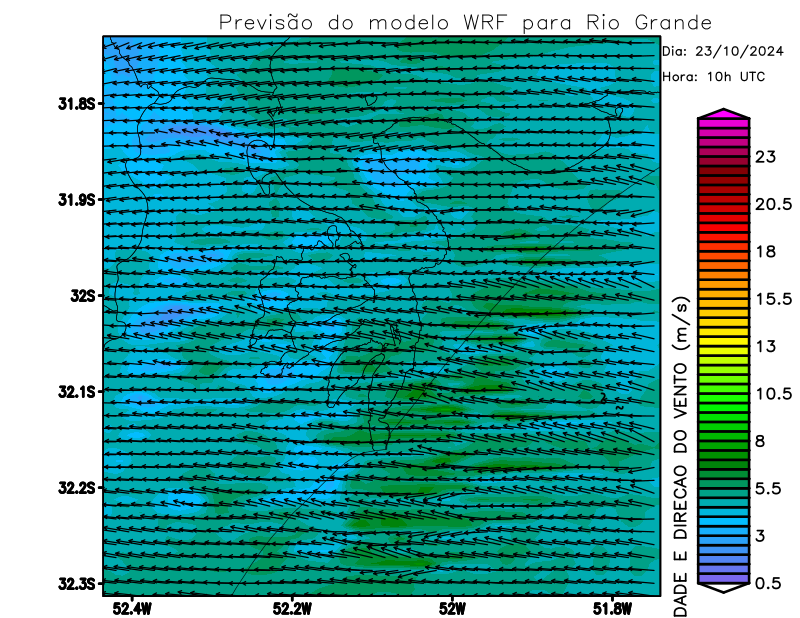 Previsão do modelo WRF para Rio Grande
Dia: 23/10/2024
Hora: 10h UTC
31.8S
31.9S
32S
32.1S
32.2S
32.3S
52.4W
52.2W
52W
51.8W
23
20.5
18
15.5
13
10.5
8
5.5
3
0.5
DADE E DIRECAO DO VENTO (m/s)